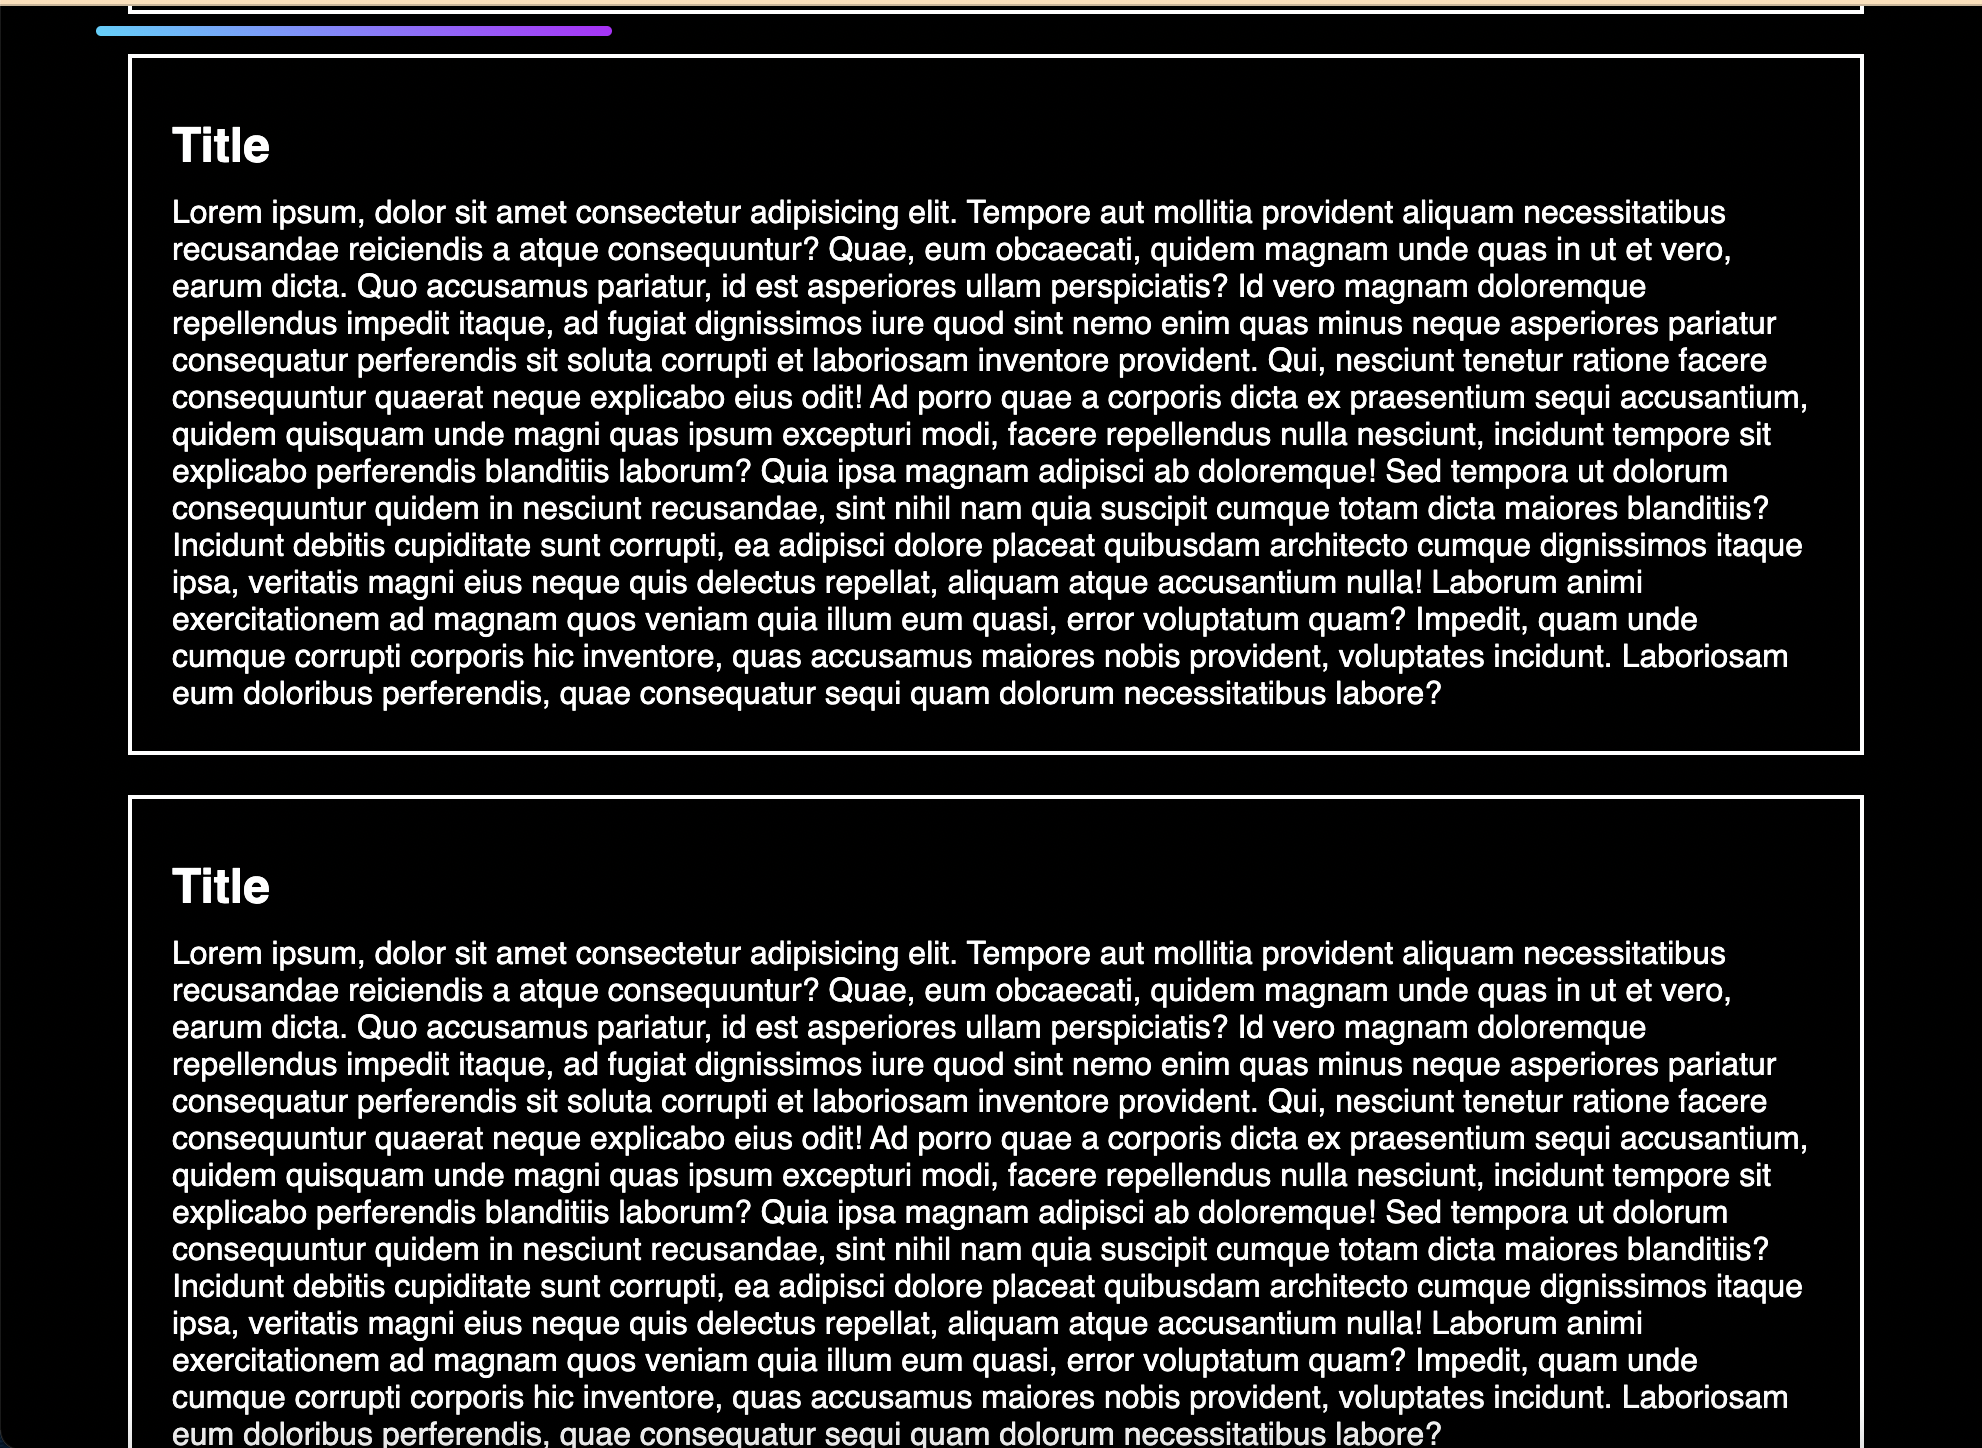 Title
Lorem ipsum, dolor sit amet consectetur adipisicing elit. Tempore aut mollitia provident aliquam necessitatibus
recusandae reiciendis a atque consequuntur? Quae, eum obcaecati, quidem magnam unde quas in ut et vero,
earum dicta. Quo accusamus pariatur, id est asperiores ullam perspiciatis? Id vero magnam doloremque
repellendus impedit itaque, ad fugiat dignissimos iure quod sint nemo enim quas minus neque asperiores pariatur
consequatur perferendis sit soluta corrupti et laboriosam inventore provident. Qui, nesciunt tenetur ratione facere
consequuntur quaerat neque explicabo eius odit! Ad porro quae a corporis dicta ex praesentium sequi accusantium,
quidem quisquam unde magni quas ipsum excepturi modi, facere repellendus nulla nesciunt, incidunt tempore sit
explicabo perferendis blanditiis laborum? Quia ipsa magnam adipisci ab doloremque! Sed tempora ut dolorum
consequuntur quidem in nesciunt recusandae, sint nihil nam quia suscipit cumque totam dicta maiores blanditiis?
Incidunt debitis cupiditate sunt corrupti, ea adipisci dolore placeat quibusdam architecto cumque dignissimos itaque
ipsa, veritatis magni eius neque quis delectus repellat, aliquam atque accusantium nulla! Laborum animi
exercitationem ad magnam quos veniam quia illum eum quasi, error voluptatum quam? Impedit, quam unde
cumque corrupti corporis hic inventore, quas accusamus maiores nobis provident, voluptates incidunt. Laboriosam
eum doloribus perferendis, quae consequatur sequi quam dolorum necessitatibus labore?
Title
Lorem ipsum, dolor sit amet consectetur adipisicing elit. Tempore aut mollitia provident aliquam necessitatibus
recusandae reiciendis a atque consequuntur? Quae, eum obcaecati, quidem magnam unde quas in ut et vero,
earum dicta. Quo accusamus pariatur, id est asperiores ullam perspiciatis? Id vero magnam doloremque
repellendus impedit itaque, ad fugiat dignissimos iure quod sint nemo enim quas minus neque asperiores pariatur
consequatur perferendis sit soluta corrupti et laboriosam inventore provident. Qui, nesciunt tenetur ratione facere
consequuntur quaerat neque explicabo eius odit! Ad porro quae a corporis dicta ex praesentium sequi accusantium,
quidem quisquam unde magni quas ipsum excepturi modi, facere repellendus nulla nesciunt, incidunt tempore sit
explicabo perferendis blanditiis laborum? Quia ipsa magnam adipisci ab doloremque! Sed tempora ut dolorum
consequuntur quidem in nesciunt recusandae, sint nihil nam quia suscipit cumque totam dicta maiores blanditiis?
Incidunt debitis cupiditate sunt corrupti, ea adipisci dolore placeat quibusdam architecto cumque dignissimos itaque
ipsa, veritatis magni eius neque quis delectus repellat, aliquam atque accusantium nulla! Laborum animi
exercitationem ad magnam quos veniam quia illum eum quasi, error voluptatum quam? Impedit, quam unde
cumque corrupti corporis hic inventore, quas accusamus maiores nobis provident, voluptates incidunt. Laboriosam
eum doloribus perferendis, quae consequatur sequi quam dolorum necessitatibus labore?